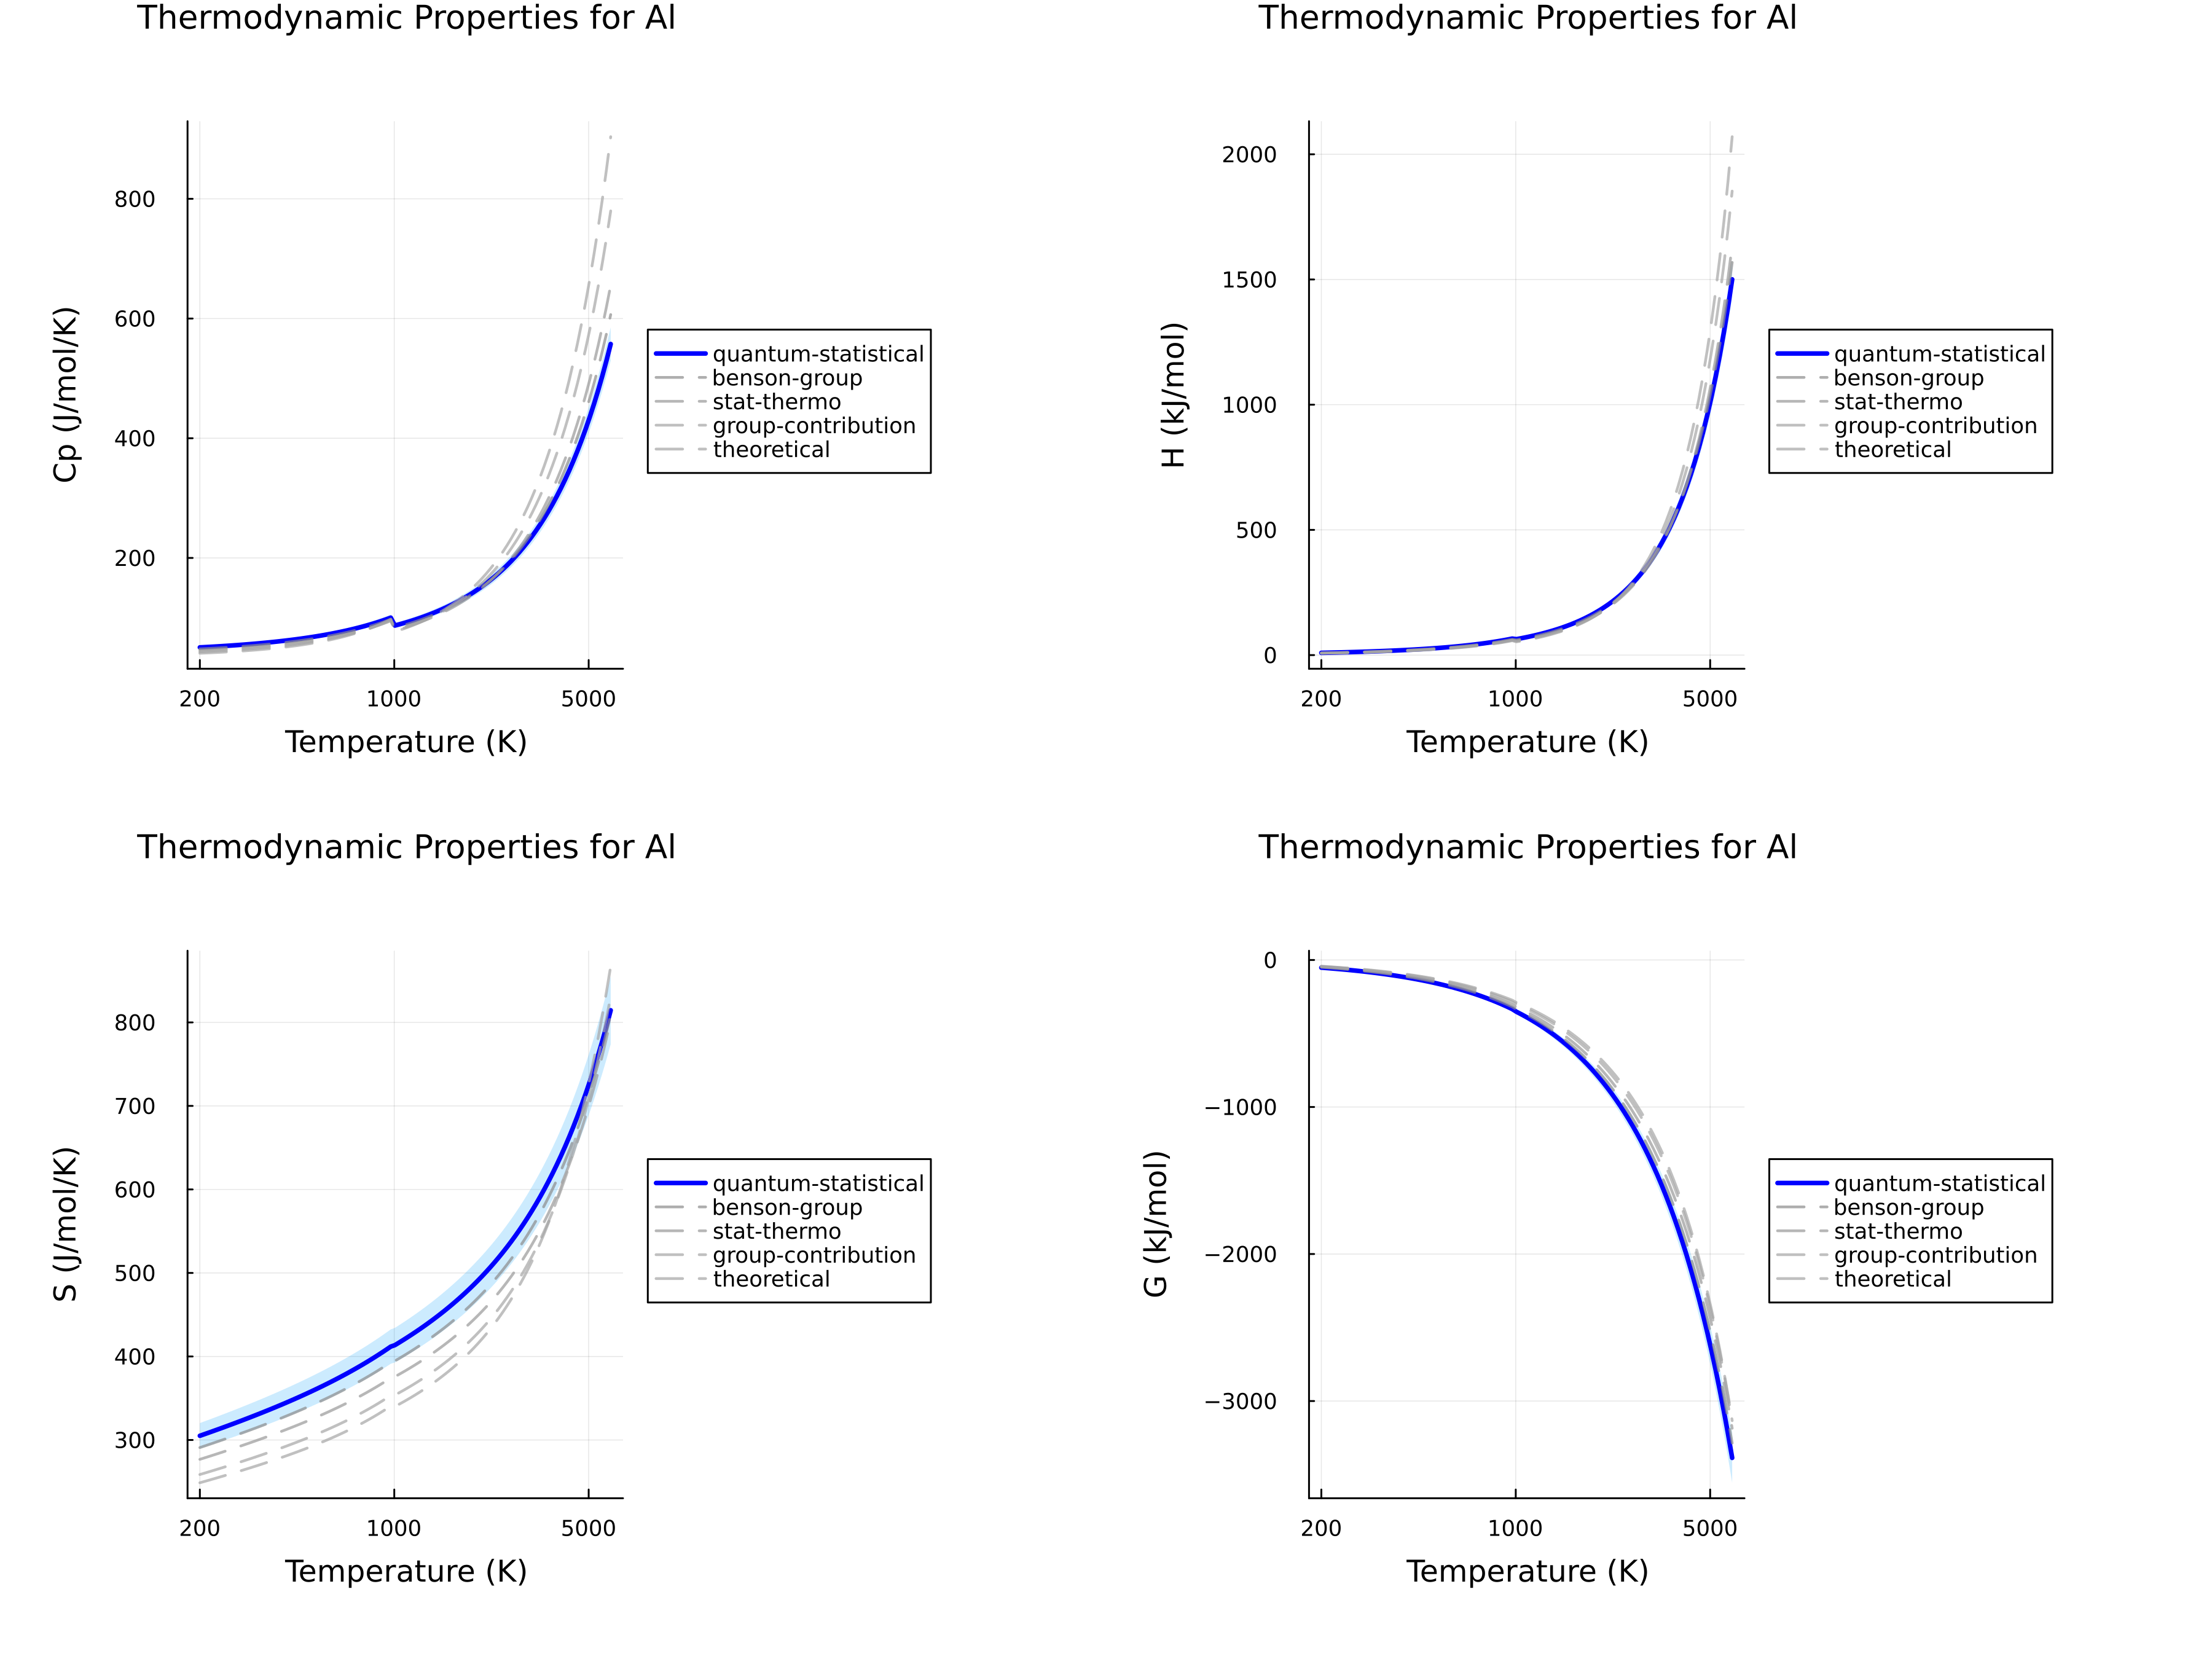 Thermodynamic Properties for Al
Cp (J/mol/K)
800
600
400
200
200
1000
5000
Temperature (K)
quantum-statistical
benson-group
stat-thermo
group-contribution
theoretical
Thermodynamic Properties for Al
H (kJ/mol)
2000
1500
1000
500
0
200
1000
5000
Temperature (K)
quantum-statistical
benson-group
stat-thermo
group-contribution
theoretical
Thermodynamic Properties for Al
S (J/mol/K)
800
700
600
500
400
300
200
1000
5000
Temperature (K)
quantum-statistical
benson-group
stat-thermo
group-contribution
theoretical
Thermodynamic Properties for Al
G (kJ/mol)
0
−1000
−2000
−3000
200
1000
5000
Temperature (K)
quantum-statistical
benson-group
stat-thermo
group-contribution
theoretical